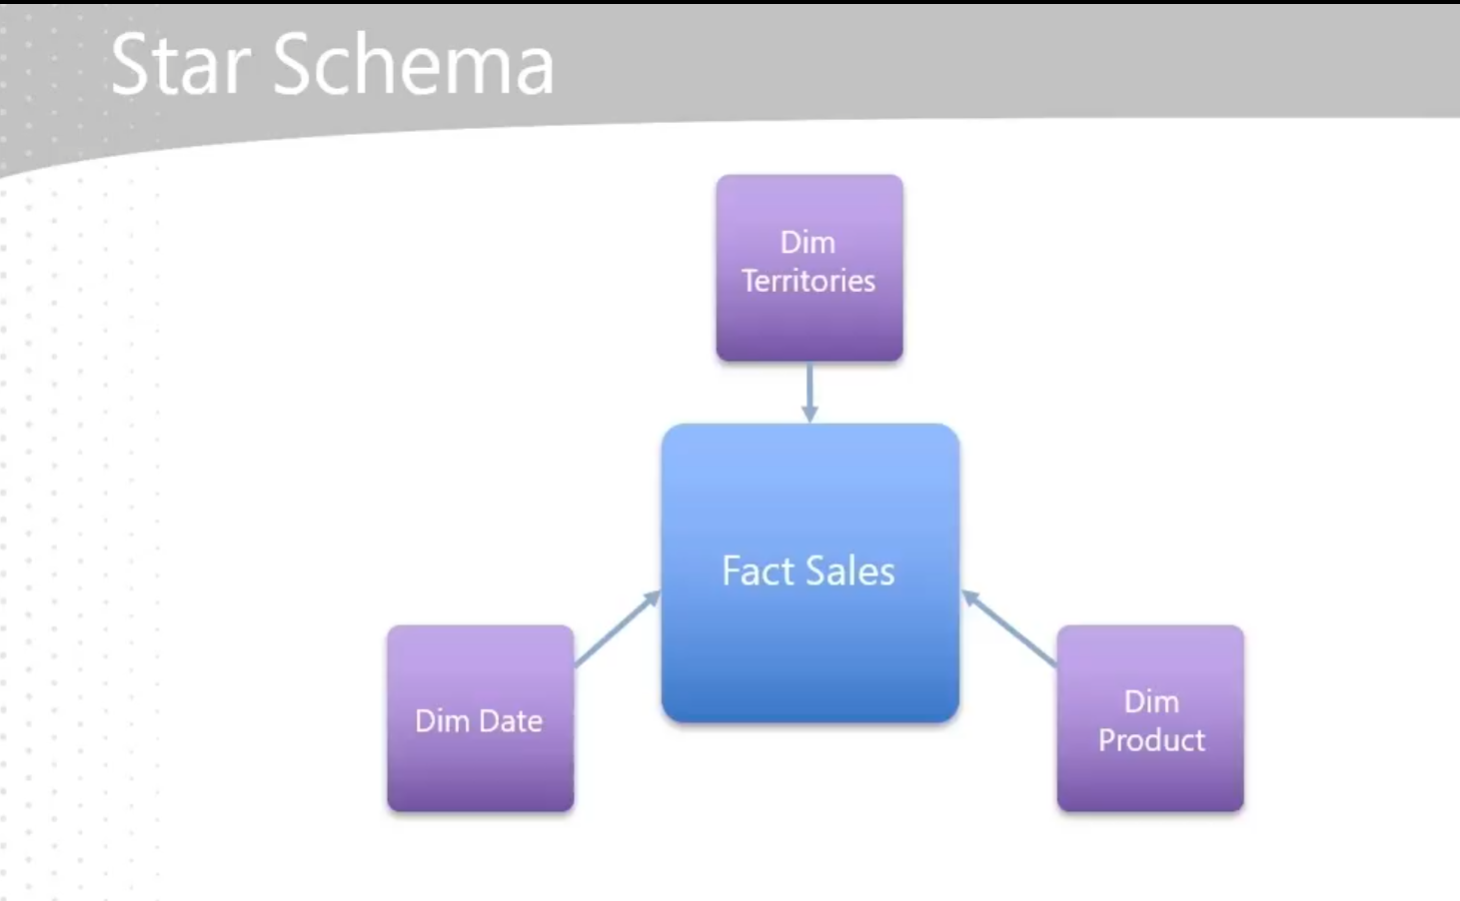 Star Schema
Dim
Territories
Fact Sales
Dim Date
Dim
Product